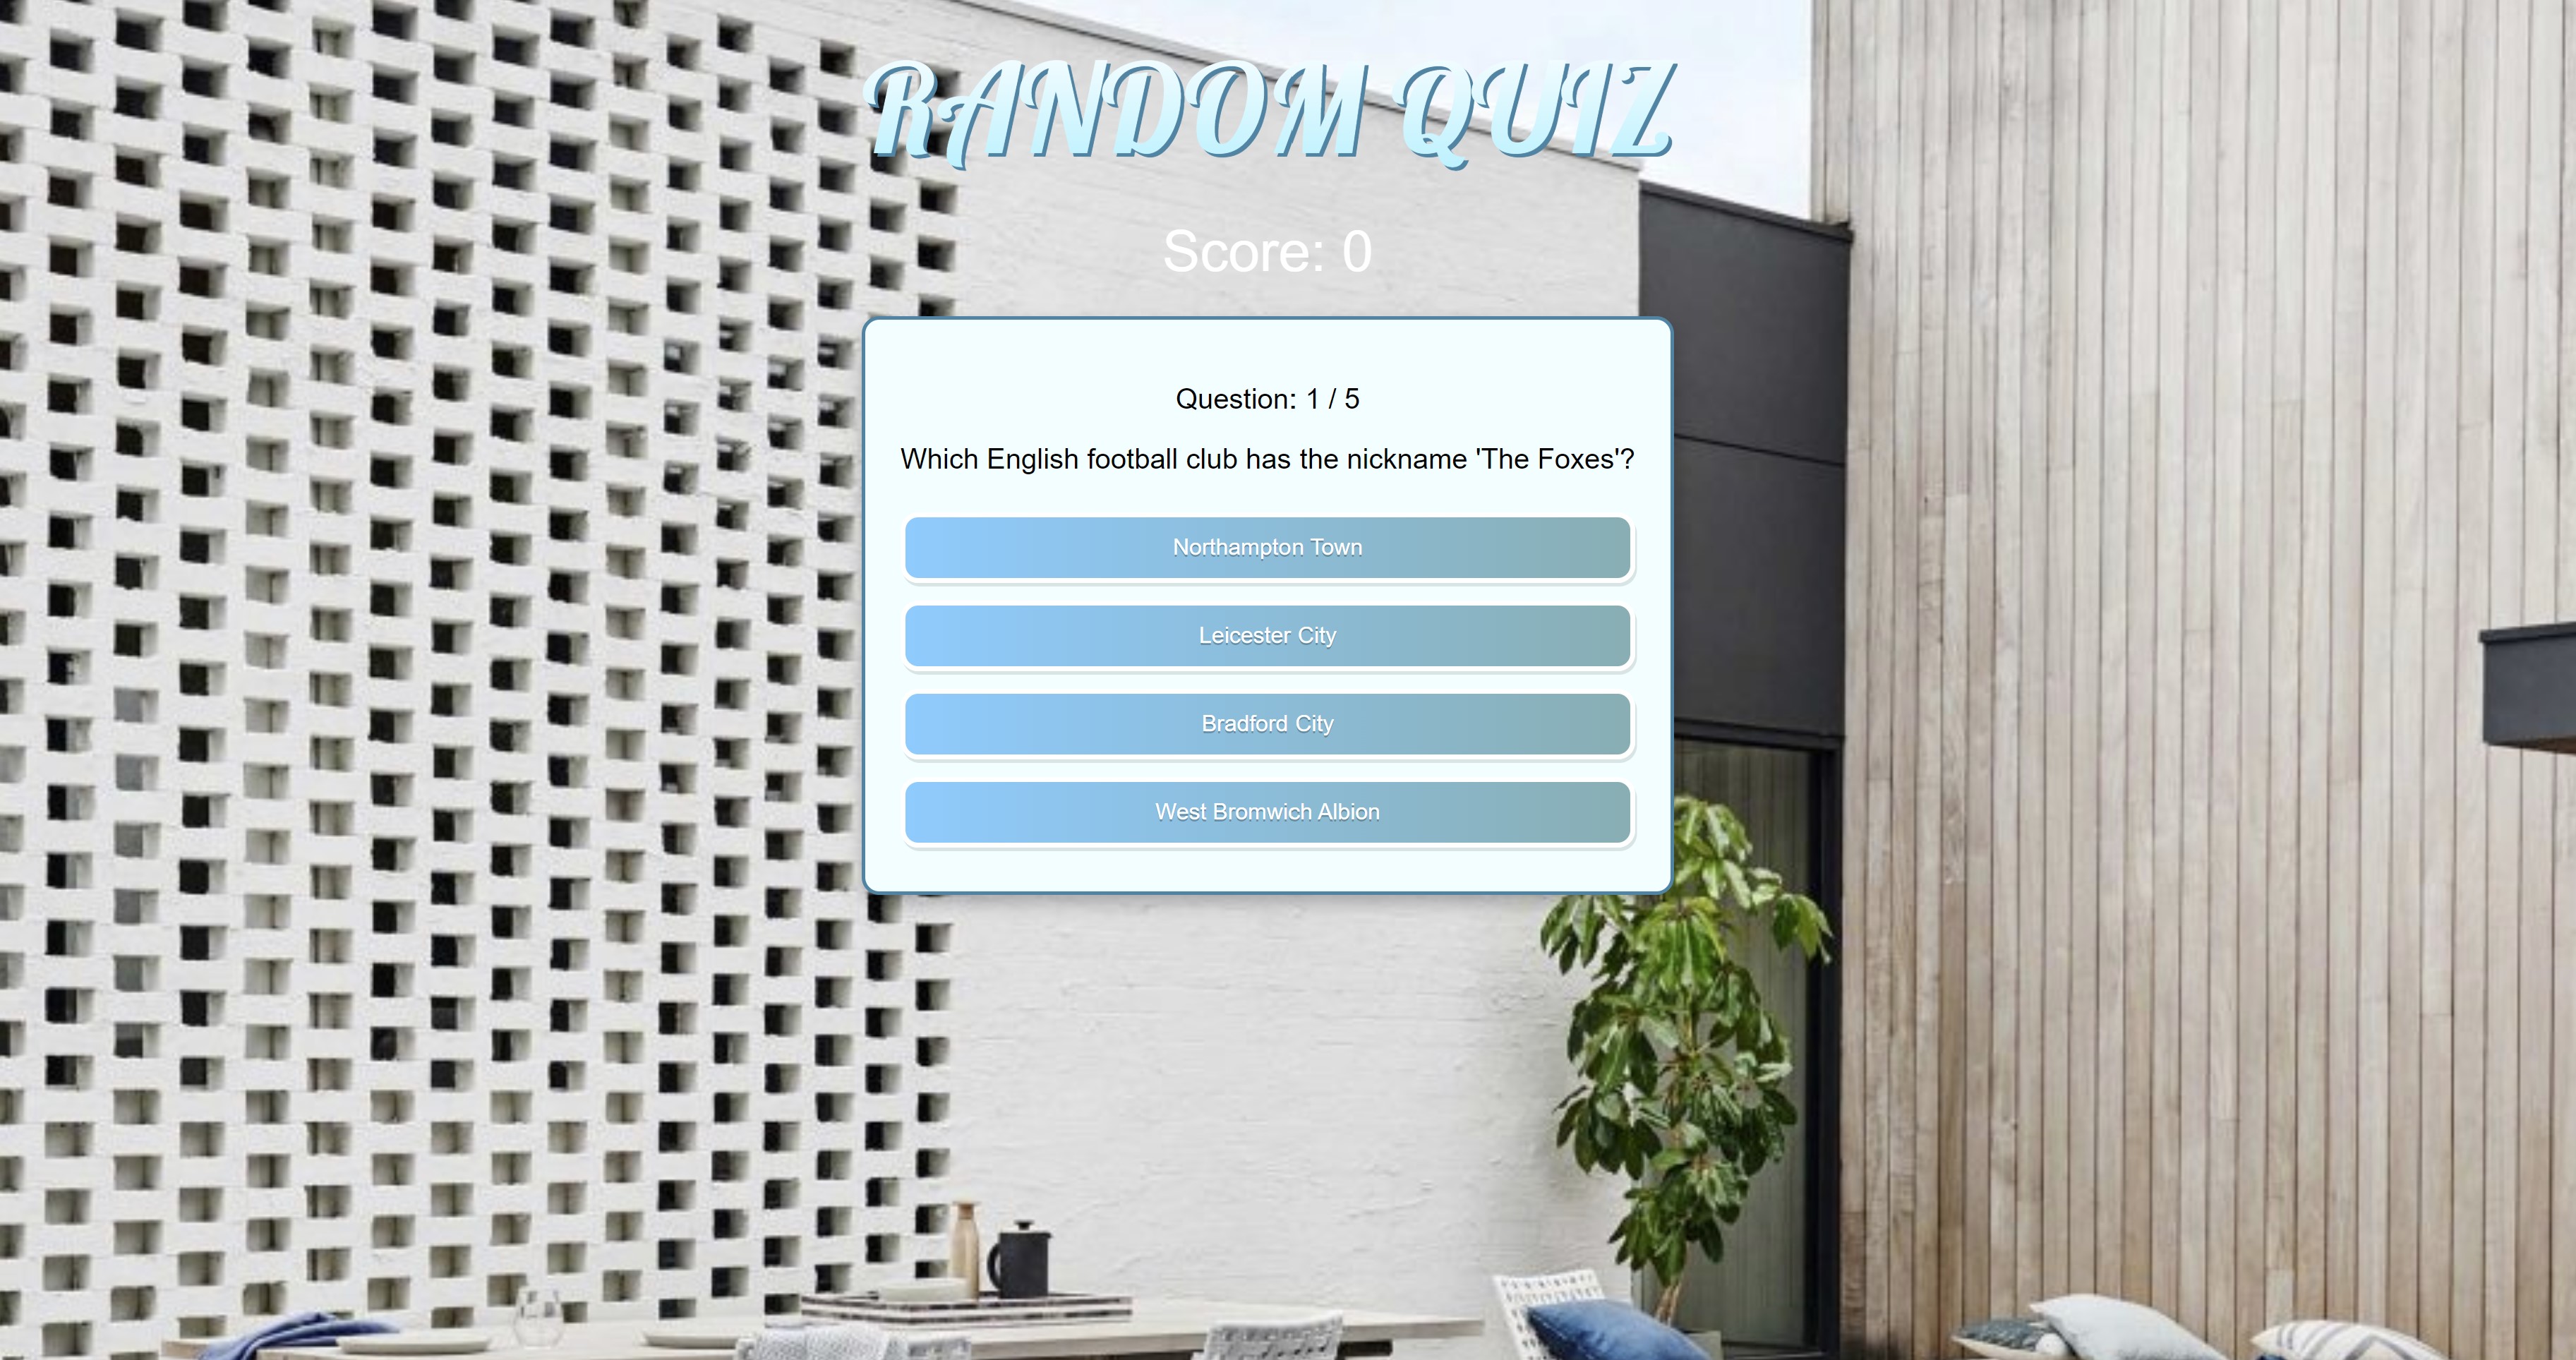 RANDOM QUIZ
Score: 0
Question: 1 / 5
Which English football club has the nickname 'The Foxes'?
Northampton Town
Leicester City
Bradford City
West Bromwich Albion